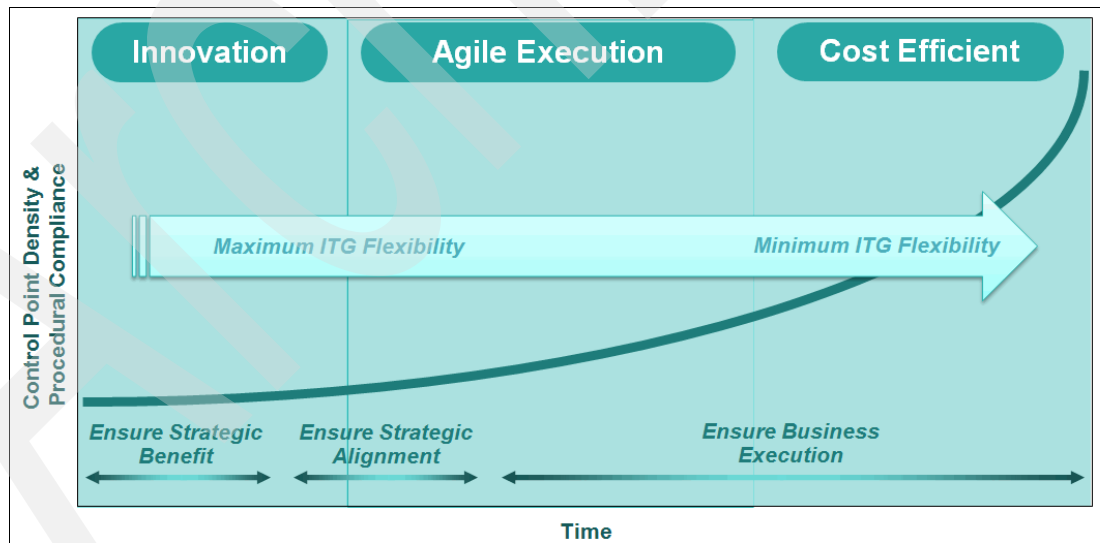 Innovation
Agile Execution
Cost Efficient
Control Point Density &
Procedural Compliance
Maximum ITG Flexibility
Minimum ITG Flexibility
Ensure Strategic
Benefit
Ensure Strategic
Alignment
Ensure Business
Execution
Time